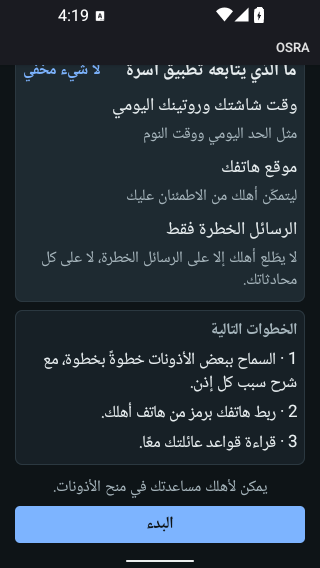 4:19
OSRA
ما الذي يتابعه تطبيق أسرة لا شيء مخفي
وقت شاشتك وروتينك اليومي
مثل الحد اليومي ووقت النوم
موقع هاتفك
ليتمكّن أهلك من الاطمئنان عليك
الرسائل الخطرة فقط
لا يطّلع أهلك إلا على الرسائل الخطرة، لا على كل
محادثاتك.
الخطوات التالية
1 · السماح ببعض الأذونات خطوةً بخطوة، مع
شرح سبب كل إذن.
2 · ربط هاتفك برمز من هاتف أهلك.
3 · قراءة قواعد عائلتك معًا.
يمكن لأهلك مساعدتك في منح الأذونات.
البدء